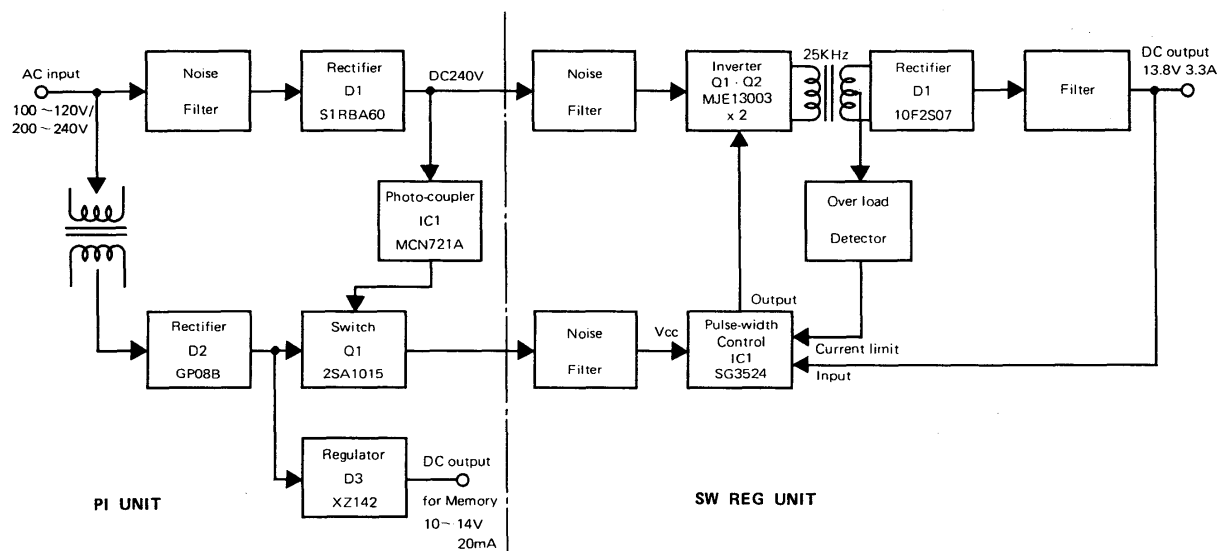 AC input
100 ~120V/
200 ~ 240V
Noise
Filter
Rectifier
D1
S1RBA60
DC240V
Photo-coupler
IC1
MCN721A
Rectifier
D2
GP08B
Switch
Q1
2SA1015
Regulator
D3
XZ142
DC output
for Memory
10~ 14V
20mA
PI UNIT
Noise
Filter
Inverter
Q1 · Q2
MJE13003
x 2
25KHz
Rectifier
D1
10F2S07
Filter
DC output
13.8V 3.3A
Over load
Detector
Noise
Filter
Vcc
Output
Pulse-width
Control
IC1
SG3524
Current limit
Input
SW REG UNIT